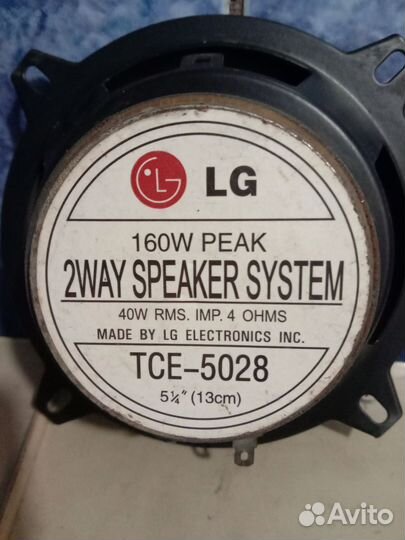 LG
160W PEAK
2WAY SPEAKER SYSTEM
40W RMS. IMP. 4 OHMS
MADE BY LG ELECTRONICS INC.
TCE-5028
5¼" (13cm)
Avito